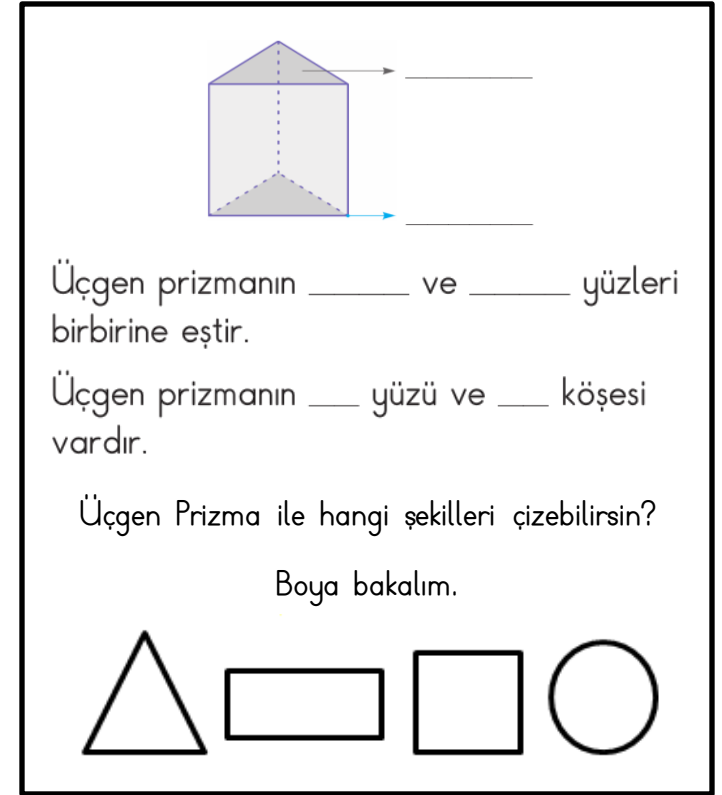 Üçgen prizmanın ______ ve ______ yüzleri
birbirine eştir.
Üçgen prizmanın ___ yüzü ve ___ köşesi
vardır.
Üçgen Prizma ile hangi şekilleri çizebilirsin?
Boya bakalım.